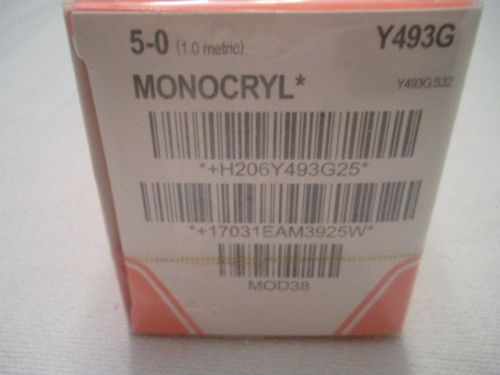 5-0 (1.0 metric) Y493G
MONOCRYL* Y493G.S32
*+H206Y493G25*
*+17031EAM3925W*
MOD38